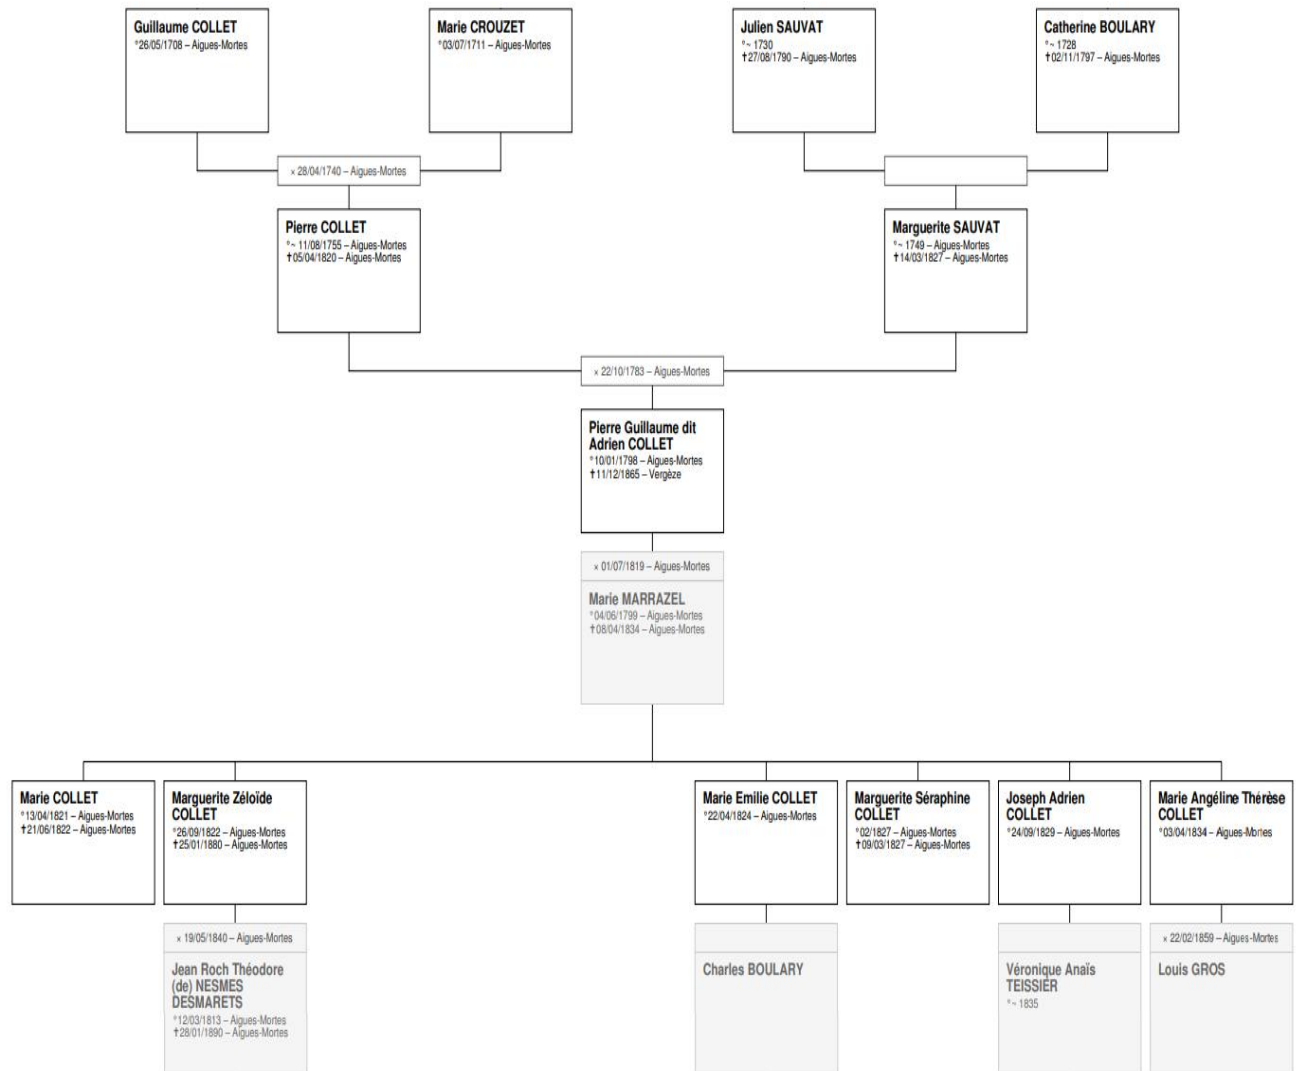 Guillaume COLLET
°26/05/1708 – Aigues-Mortes
Marie CROUZET
°03/07/1711 – Aigues-Mortes
Julien SAUVAT
°~ 1730
✝27/08/1790 – Aigues-Mortes
Catherine BOULARY
°~ 1728
✝02/11/1797 – Aigues-Mortes
× 28/04/1740 – Aigues-Mortes
Pierre COLLET
°~ 11/08/1755 – Aigues-Mortes
✝05/04/1820 – Aigues-Mortes
Marguerite SAUVAT
°~ 1749 – Aigues-Mortes
✝14/03/1827 – Aigues-Mortes
× 22/10/1783 – Aigues-Mortes
Pierre Guillaume dit
Adrien COLLET
°10/01/1798 – Aigues-Mortes
✝11/12/1865 – Vergèze
× 01/07/1819 – Aigues-Mortes
Marie MARRAZEL
°04/06/1799 – Aigues-Mortes
✝08/04/1834 – Aigues-Mortes
Marie COLLET
°13/04/1821 – Aigues-Mortes
✝21/06/1822 – Aigues-Mortes
Marguerite Zéloïde
COLLET
°26/09/1822 – Aigues-Mortes
✝25/01/1880 – Aigues-Mortes
Marie Emilie COLLET
°22/04/1824 – Aigues-Mortes
Marguerite Séraphine
COLLET
°02/1827 – Aigues-Mortes
✝09/03/1827 – Aigues-Mortes
Joseph Adrien
COLLET
°24/09/1829 – Aigues-Mortes
Marie Angéline Thérèse
COLLET
°03/04/1834 – Aigues-Mortes
× 19/05/1840 – Aigues-Mortes
Jean Roch Théodore
(de) NESMES
DESMARETS
°12/03/1813 – Aigues-Mortes
✝28/01/1890 – Aigues-Mortes
Charles BOULARY
Véronique Anaïs
TEISSIER
°~ 1835
× 22/02/1859 – Aigues-Mortes
Louis GROS